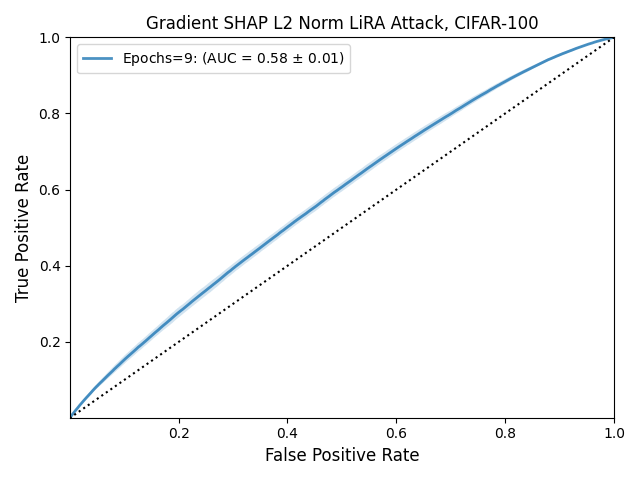 Gradient SHAP L2 Norm LiRA Attack, CIFAR-100
Epochs=9: (AUC = 0.58 ± 0.01)
True Positive Rate
1.0
0.8
0.6
0.4
0.2
0.2 0.4 0.6 0.8 1.0
False Positive Rate